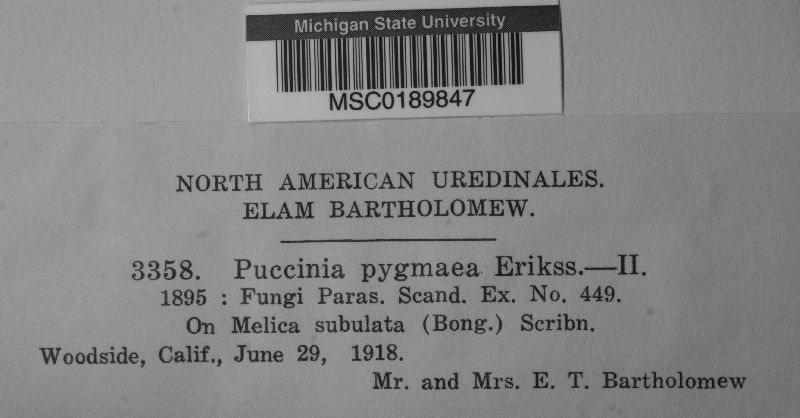 Michigan State University
MSC0189847
NORTH AMERICAN UREDINALES.
ELAM BARTHOLOMEW.
3358. Puccinia pygmaea Erikss.—II.
1895 : Fungi Paras. Scand. Ex. No. 449.
On Melica subulata (Bong.) Scribn.
Woodside, Calif., June 29, 1918.
Mr. and Mrs. E. T. Bartholomew